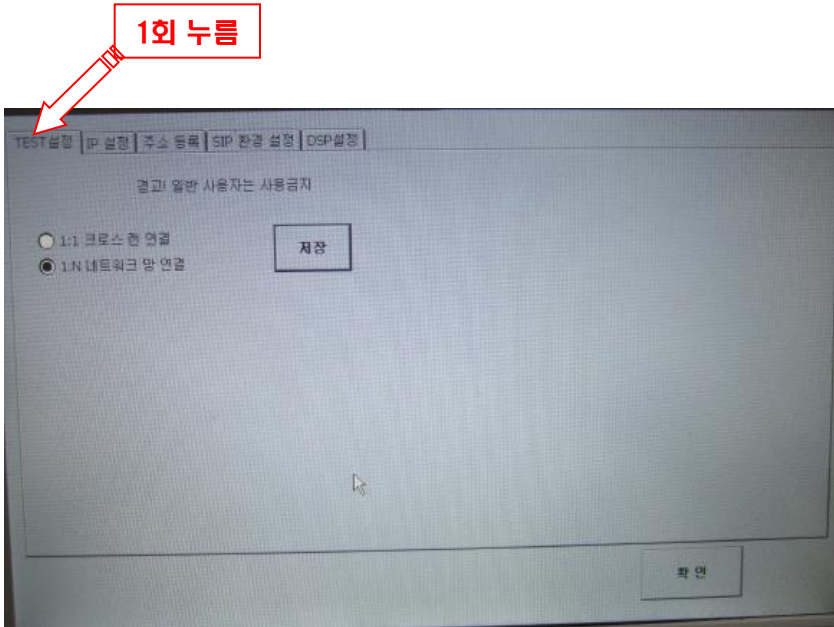 1회 누름
TEST설정 IP 설정 주소 등록 SIP 환경 설정 DSP설정
경고! 일반 사용자는 사용금지
1:1 크로스 랜 연결
저장
1:N 네트워크 망 연결
확 인